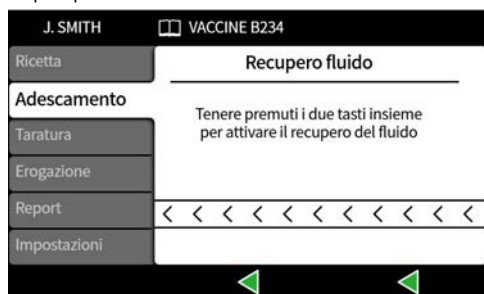 J. SMITH
VACCINE B234
Ricetta
Adescamento
Taratura
Erogazione
Report
Impostazioni
Recupero fluido
Tenere premuti i due tasti insieme
per attivare il recupero del fluido
< < < < < < < < < < <